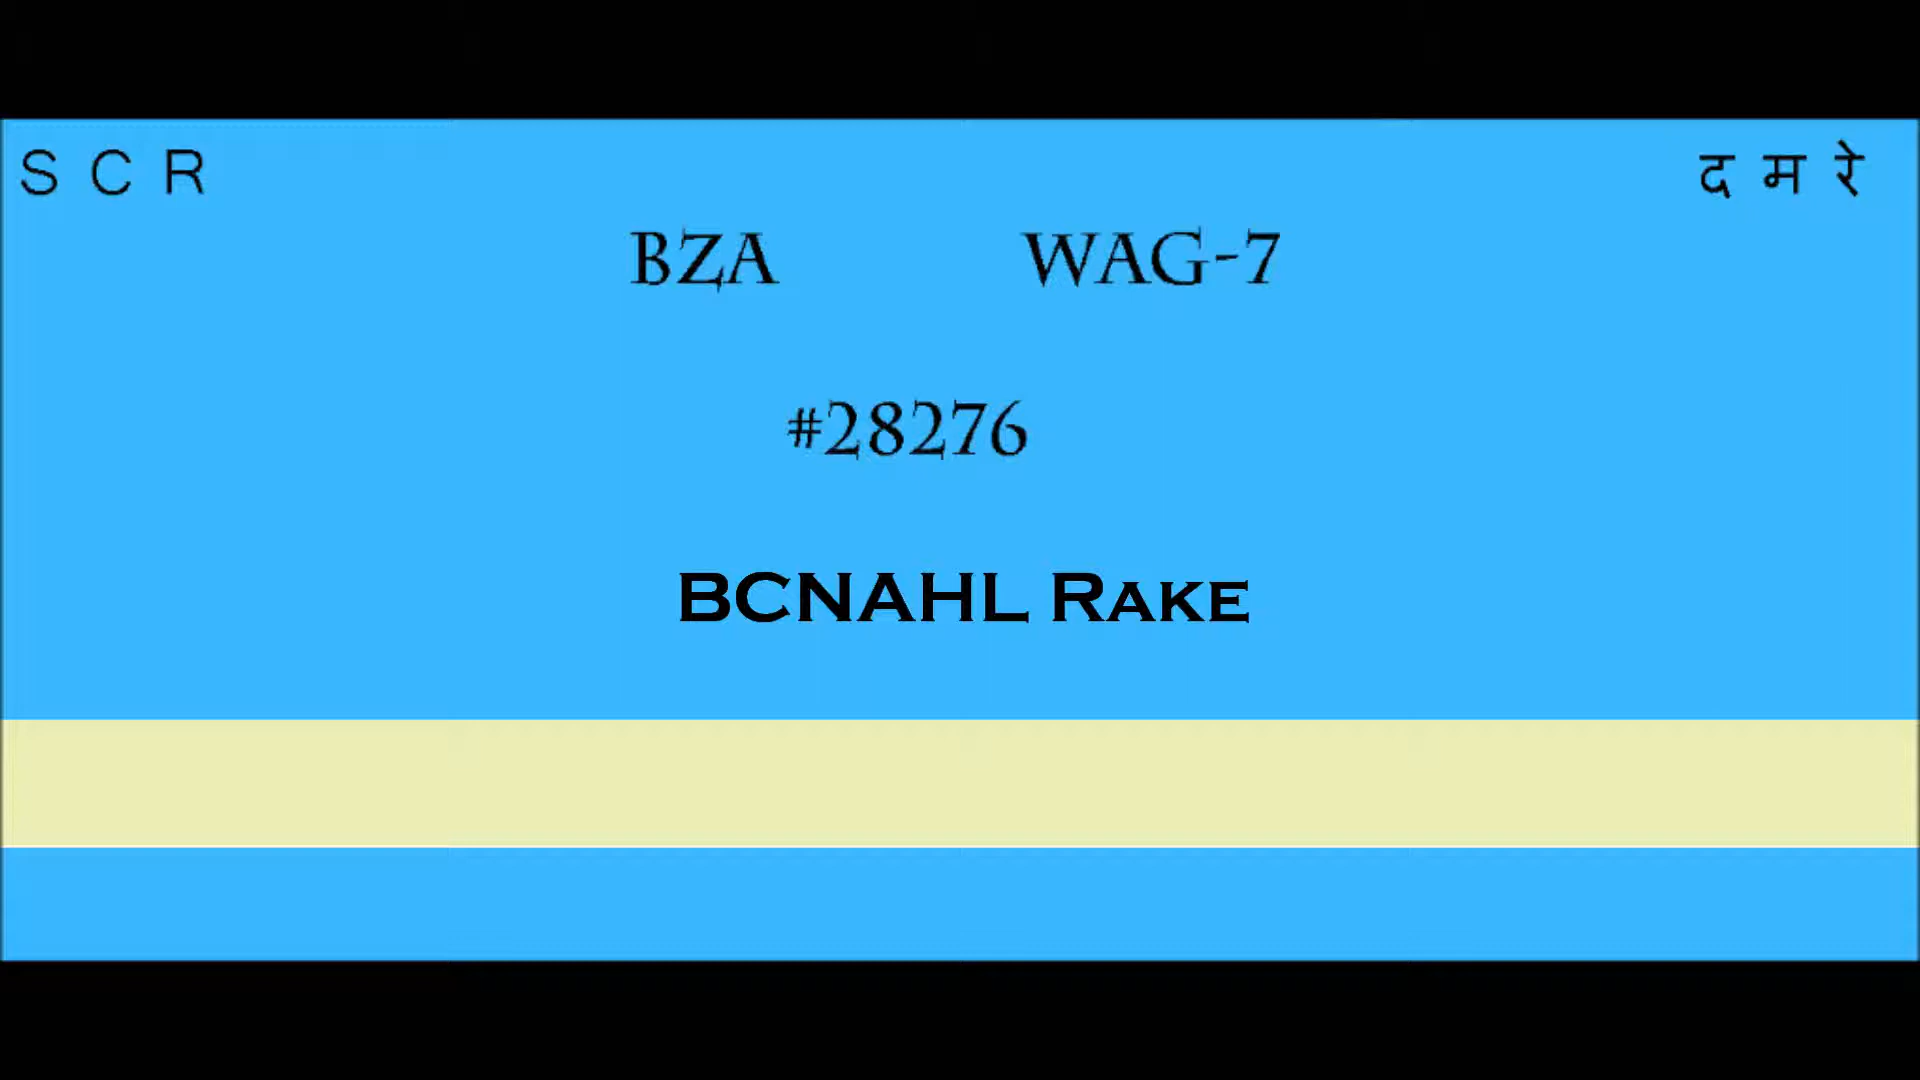 S C R द म रे
BZA WAG-7
#28276
BCNAHL RAKE